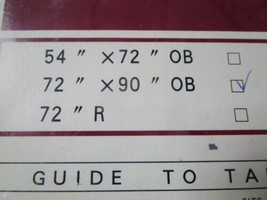 54 " ×72 " OB
72 " ×90 " OB
72 " R
GUIDE TO TA